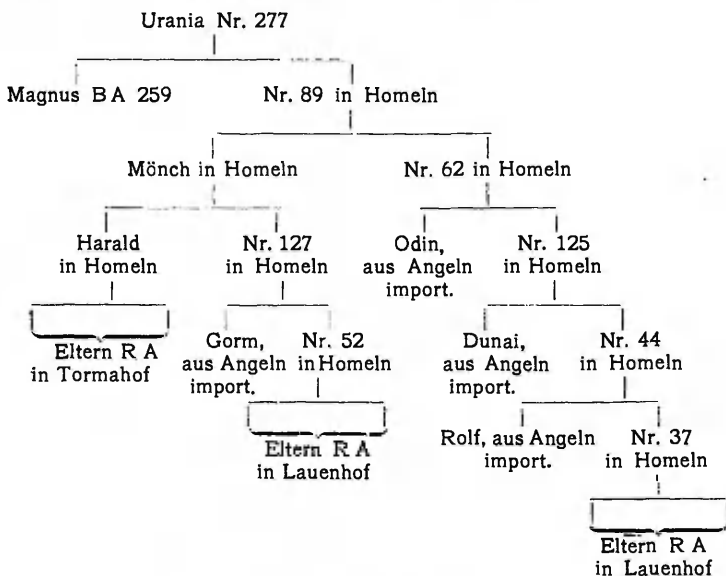 Urania Nr. 277
Magnus BA 259 Nr. 89 in Homeln
Mönch in Homeln Nr. 62 in Homeln
Harald Nr. 127 Odin, Nr. 125
in Homeln in Homeln aus Angeln in Homeln
import.
Eltern R A Gorm, Nr. 52 Dunai, Nr. 44
in Tormahof aus Angeln in Homeln aus Angeln in Homeln
import. import.
Eltern R A Rolf, aus Angeln Nr. 37
in Lauenhof import. in Homeln
Eltern R A
in Lauenhof